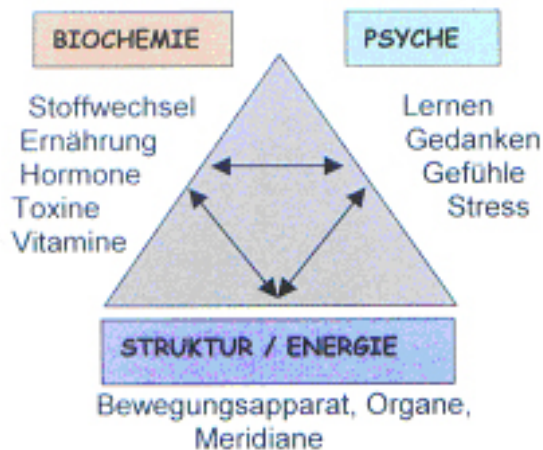 BIOCHEMIE
PSYCHE
Stoffwechsel
Ernährung
Hormone
Toxine
Vitamine
Lernen
Gedanken
Gefühle
Stress
STRUKTUR / ENERGIE
Bewegungsapparat, Organe,
Meridiane